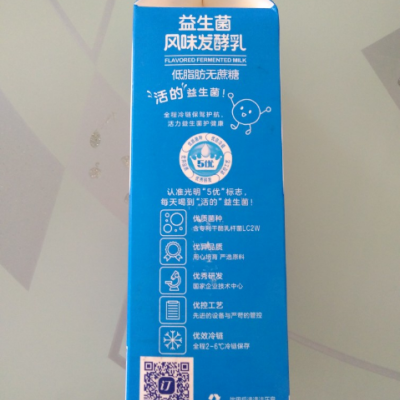 益生菌
风味发酵乳
FLAVORED FERMENTED MILK
低脂肪无蔗糖
“活的”益生菌!
全程冷链保驾护航,
活力益生菌护健康
5优
认准光明“5优”标志,
每天喝到“活的”益生菌!
优质菌种
含专利干酪乳杆菌LC2W
优异品质
用心培育 严选原料
优秀研发
国家企业技术中心
优控工艺
先进的设备与严苛的管控
优效冷链
全程2-6℃冷链保存